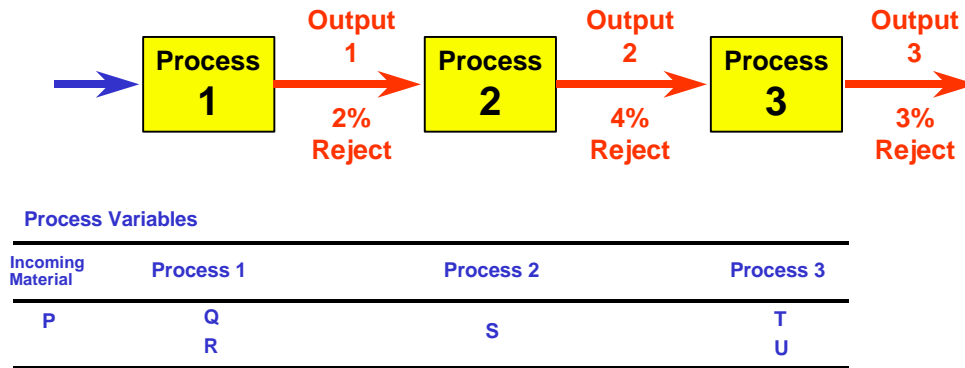 Output
1
Output
2
Output
3
Process
1
Process
2
Process
3
2%
Reject
4%
Reject
3%
Reject
Process Variables
Incoming
Material
Process 1
Process 2
Process 3
P
Q
R
S
T
U